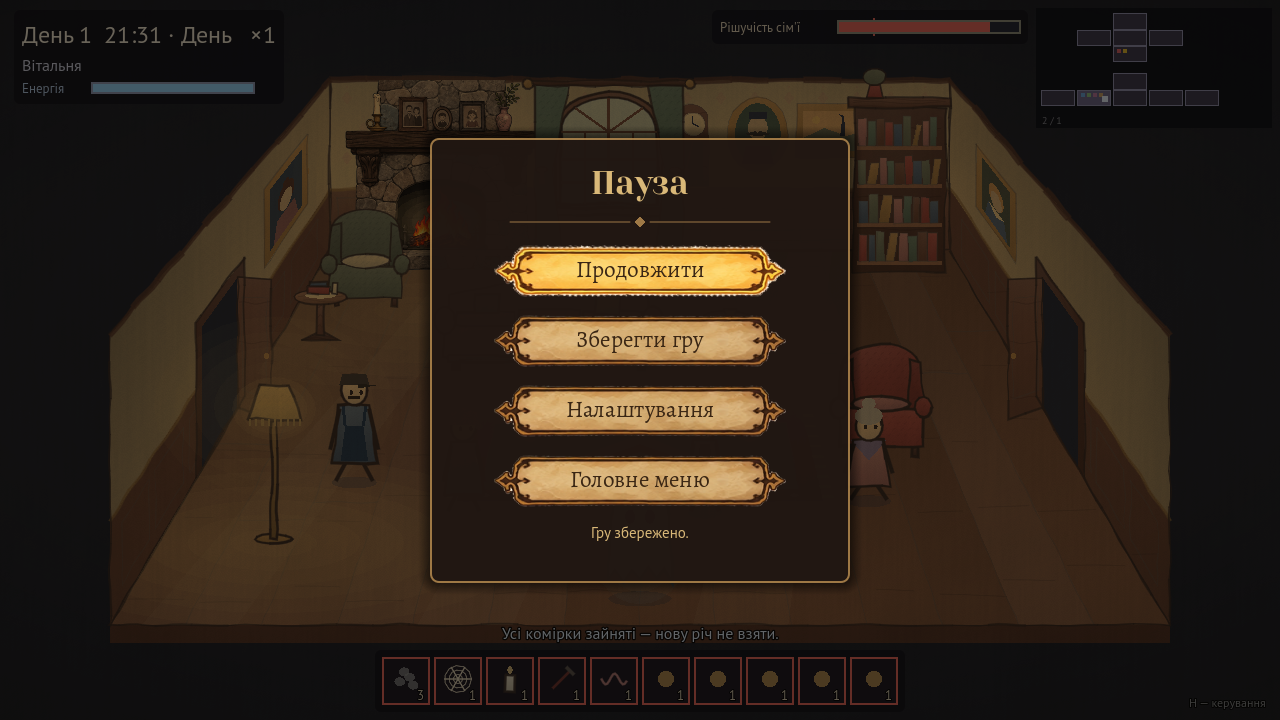 День 1 21:31 · День ×1
Вітальня
Енергія
Рішучість сім'ї
2 / 1
Пауза
Продовжити
Зберегти гру
Налаштування
Головне меню
Гру збережено.
Усі комірки зайняті — нову річ не взяти.
3 1 1 1 1 1 1 1 1 1
Н — керування